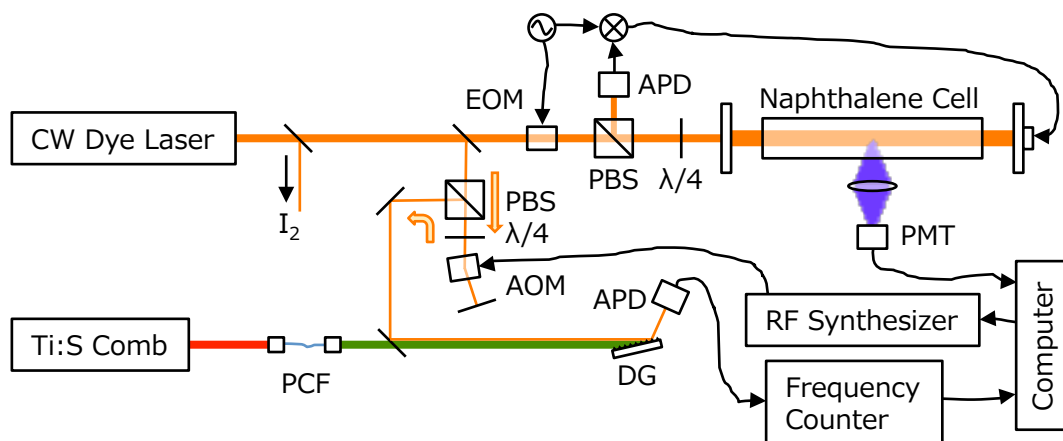 EOM
APD
Naphthalene Cell
CW Dye Laser
PBS
λ/4
I₂
PBS
λ/4
AOM
PMT
APD
RF Synthesizer
Computer
Ti:S Comb
PCF
DG
Frequency
Counter